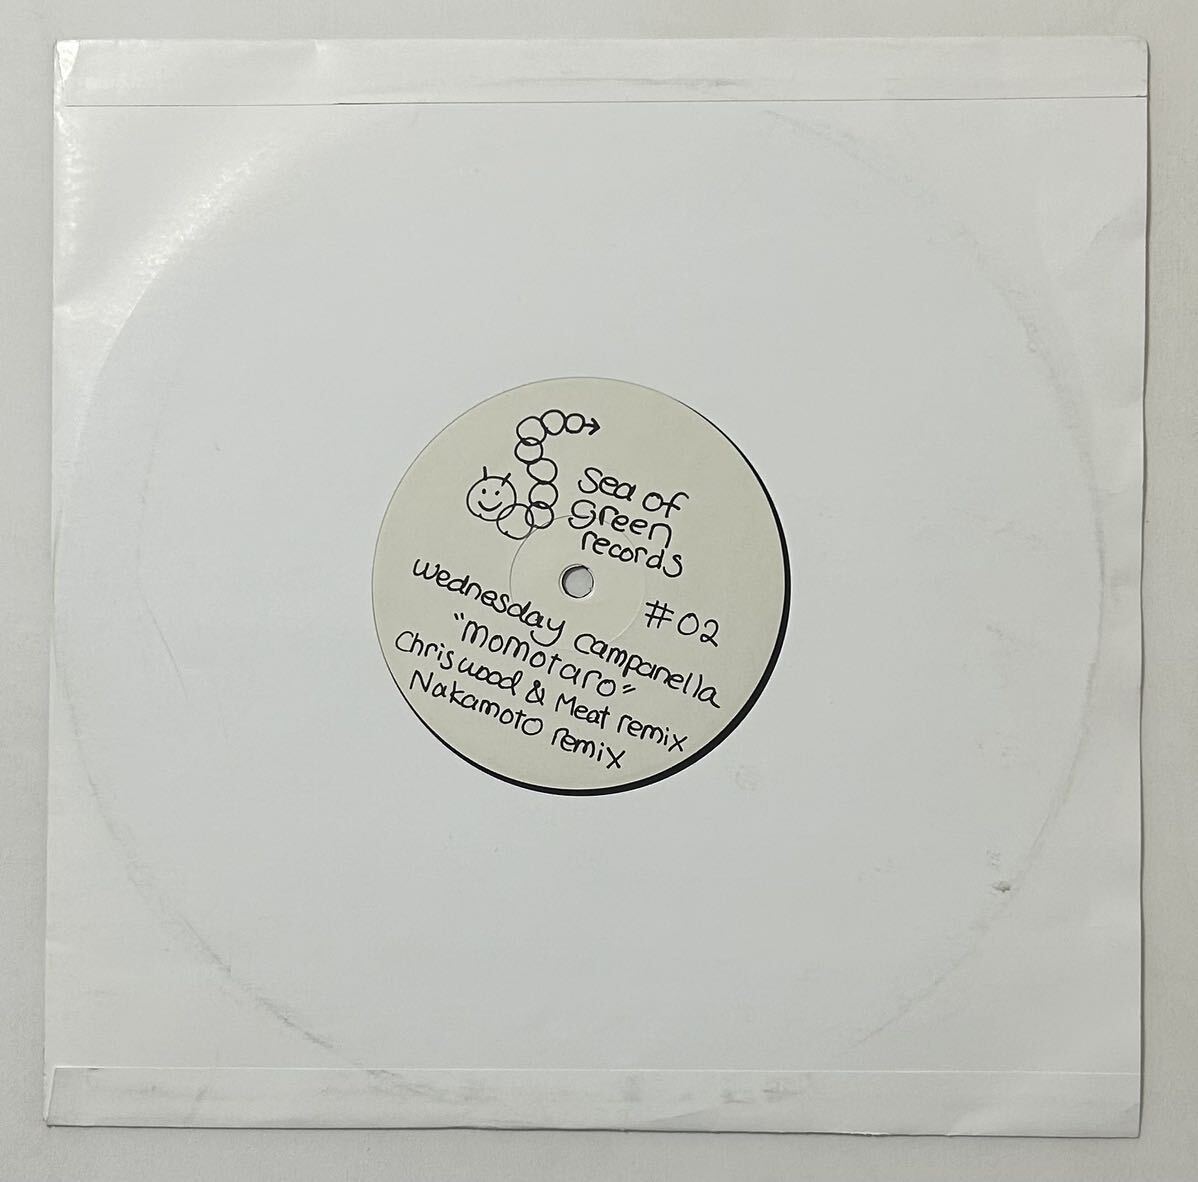 Sea of
Green
records
#02
wednesday campanella
"MOMOTARO"
Chris wood & Meat remix
Nakamoto remix